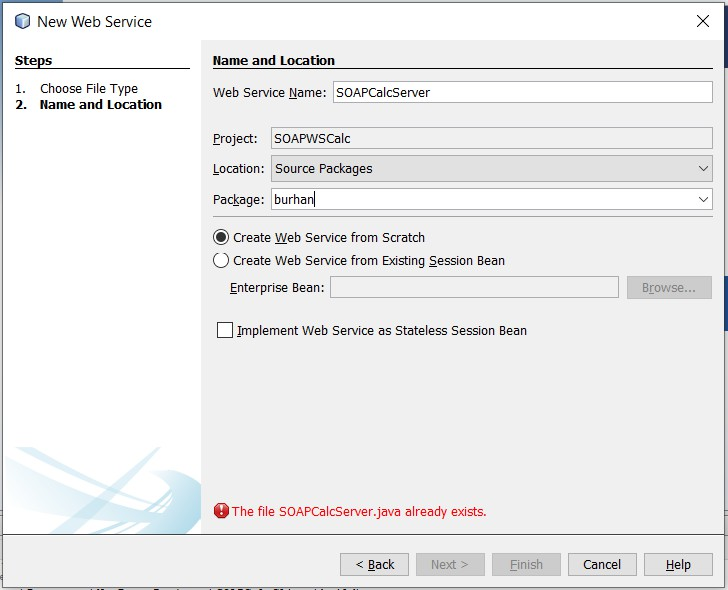 New Web Service
Steps
1. Choose File Type
2. Name and Location
Name and Location
Web Service Name: SOAPCalcServer
Project: SOAPWSCalc
Location: Source Packages
Package: burhan
Create Web Service from Scratch
Create Web Service from Existing Session Bean
Enterprise Bean:
Browse...
Implement Web Service as Stateless Session Bean
The file SOAPCalcServer.java already exists.
< Back Next > Finish Cancel Help